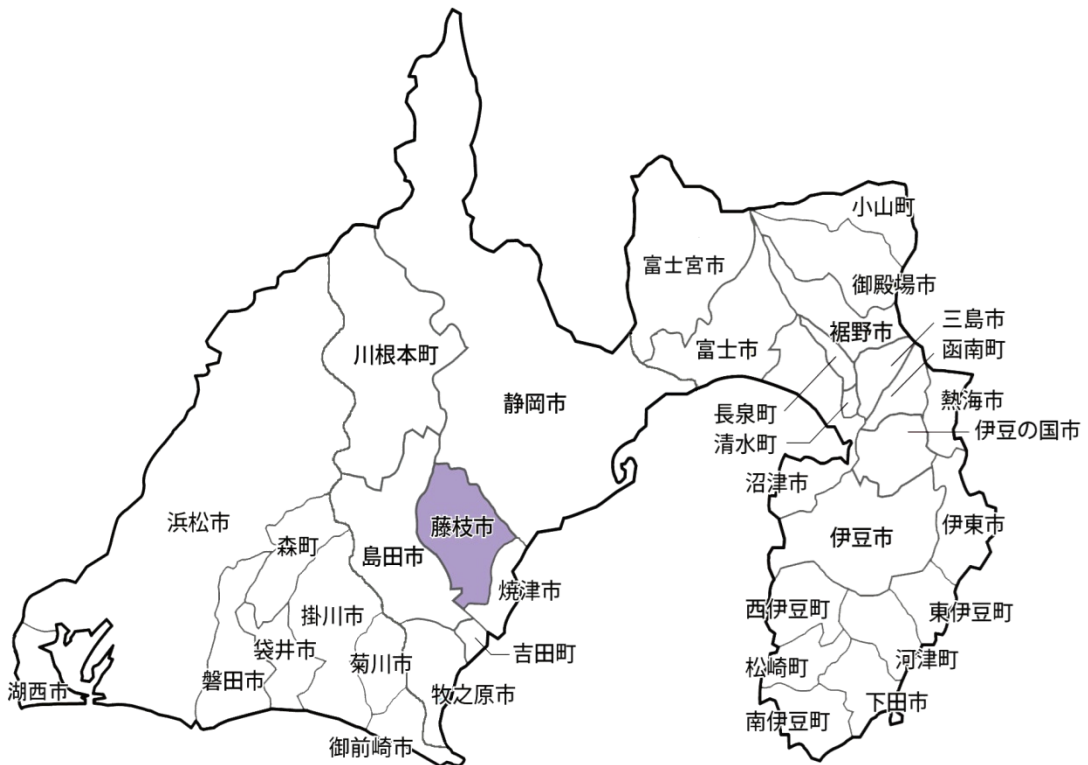 小山町
富士宮市
御殿場市
三島市
裾野市
函南町
富士市
川根本町
静岡市
熱海市
長泉町
伊豆の国市
清水町
沼津市
浜松市
藤枝市
伊東市
伊豆市
森町
島田市
焼津市
掛川市
西伊豆町
東伊豆町
袋井市
菊川市
吉田町
河津町
松崎町
磐田市
湖西市
牧之原市
下田市
南伊豆町
御前崎市